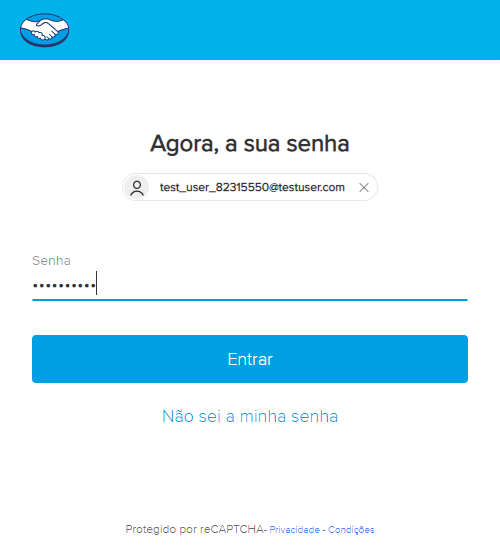 Agora, a sua senha
test_user_82315550@testuser.com
Senha
••••••••••
Entrar
Não sei a minha senha
Protegido por reCAPTCHA- Privacidade - Condições